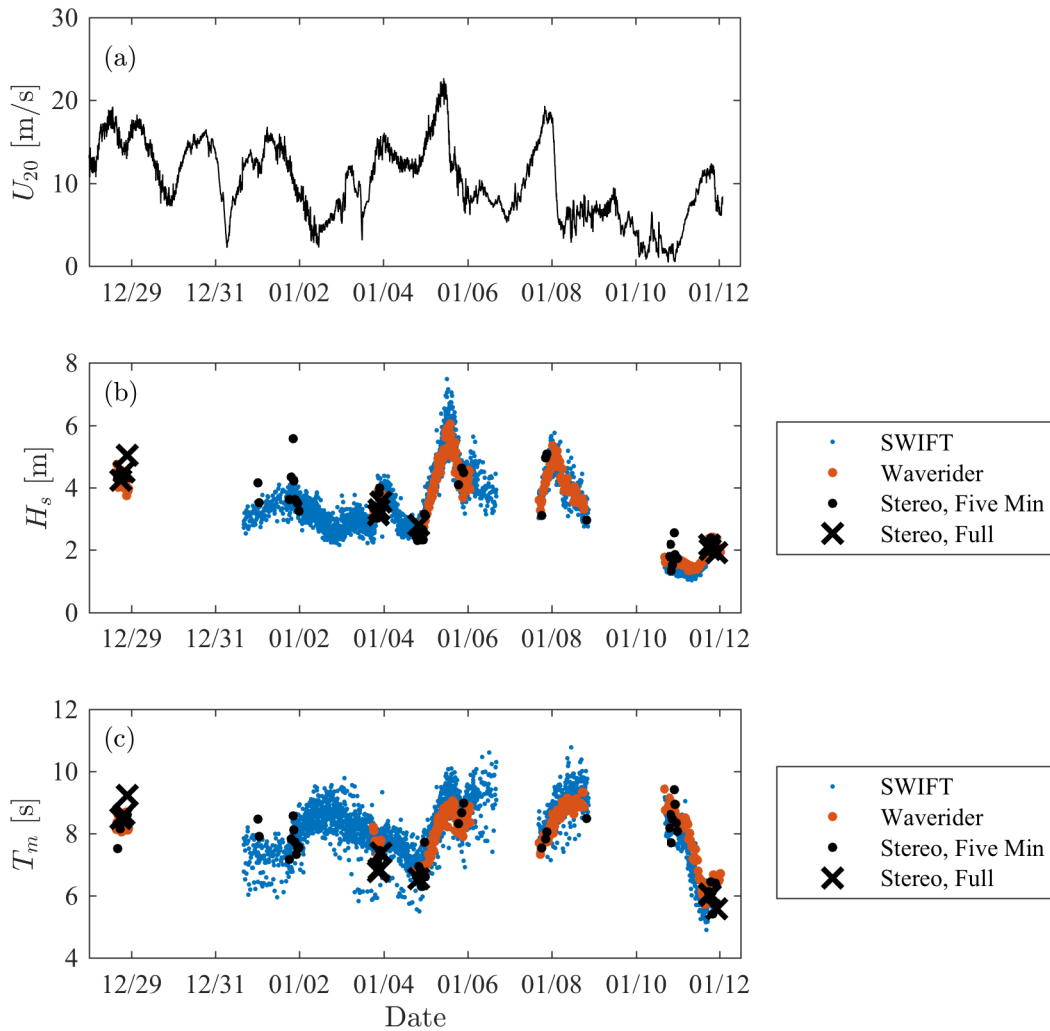 30
(a)
20
U20 [m/s]
10
0
12/29 12/31 01/02 01/04 01/06 01/08 01/10 01/12
8
(b)
6
Hs [m]
4
2
0
12/29 12/31 01/02 01/04 01/06 01/08 01/10 01/12
SWIFT
Waverider
Stereo, Five Min
Stereo, Full
12
(c)
10
Tm [s]
8
6
4
12/29 12/31 01/02 01/04 01/06 01/08 01/10 01/12
Date
SWIFT
Waverider
Stereo, Five Min
Stereo, Full